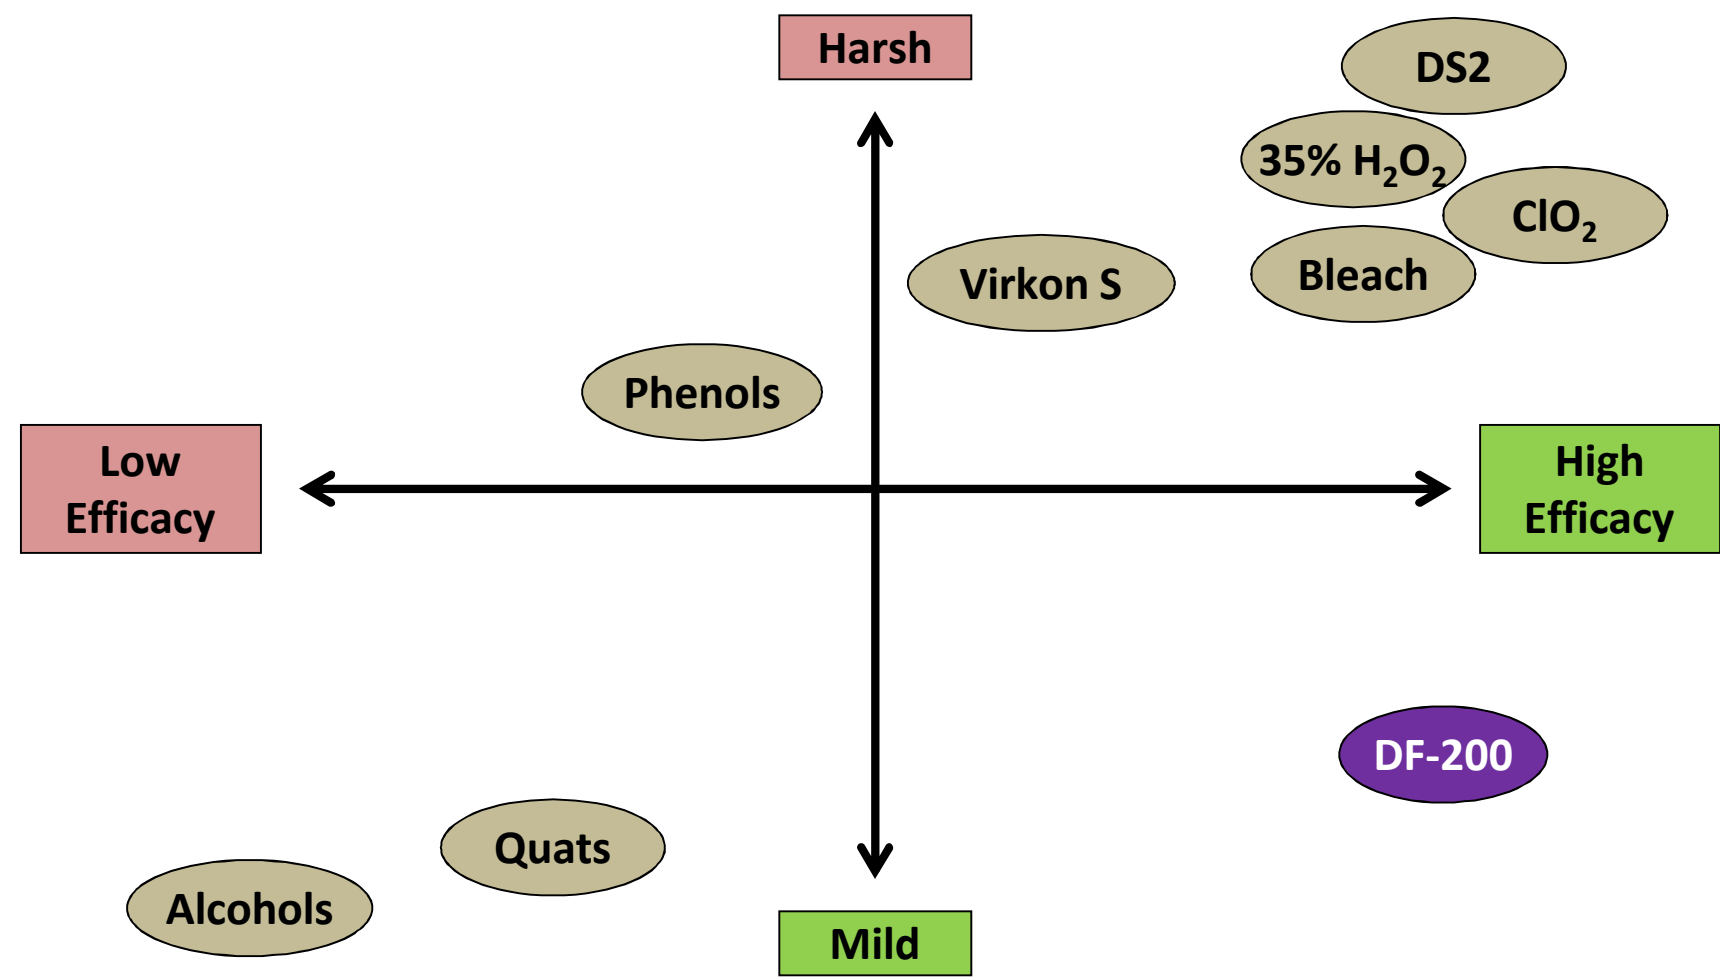 Harsh
DS2
35% H₂O₂
ClO₂
Virkon S
Bleach
Phenols
Low
Efficacy
High
Efficacy
DF-200
Quats
Alcohols
Mild